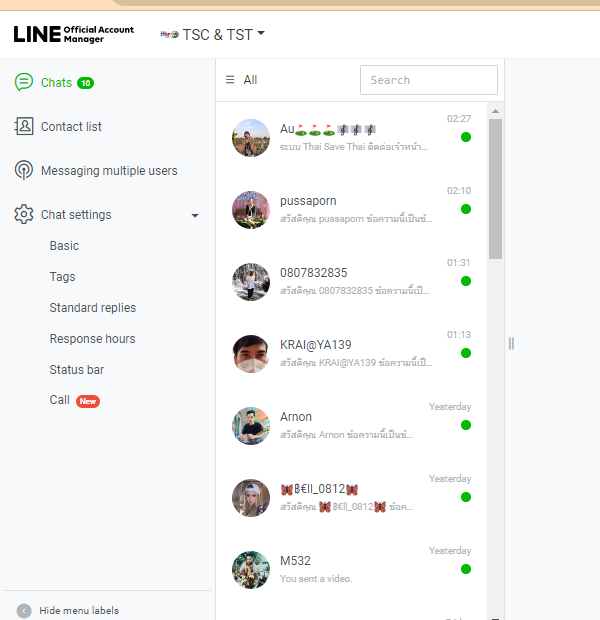 LINE Official Account Manager
TSC & TST
Chats 10
Contact list
Messaging multiple users
Chat settings
Basic
Tags
Standard replies
Response hours
Status bar
Call New
Hide menu labels
All
Search
Au⛳⛳⛳🎳🎳🎳 02:27
ระบบ Thai Save Thai ติดต่อเจ้าหน้า...
pussaporn 02:10
สวัสดีคุณ pussaporn ข้อความนี้เป็นข้...
0807832835 01:31
สวัสดีคุณ 0807832835 ข้อความนี้เป็...
KRAI@YA139 01:13
สวัสดีคุณ KRAI@YA139 ข้อความนี้เป็...
Arnon Yesterday
สวัสดีคุณ Arnon ข้อความนี้เป็นข้...
🦋฿€ll_0812🦋 Yesterday
สวัสดีคุณ 🦋฿€ll_0812🦋 ข้อค...
M532 Yesterday
You sent a video.